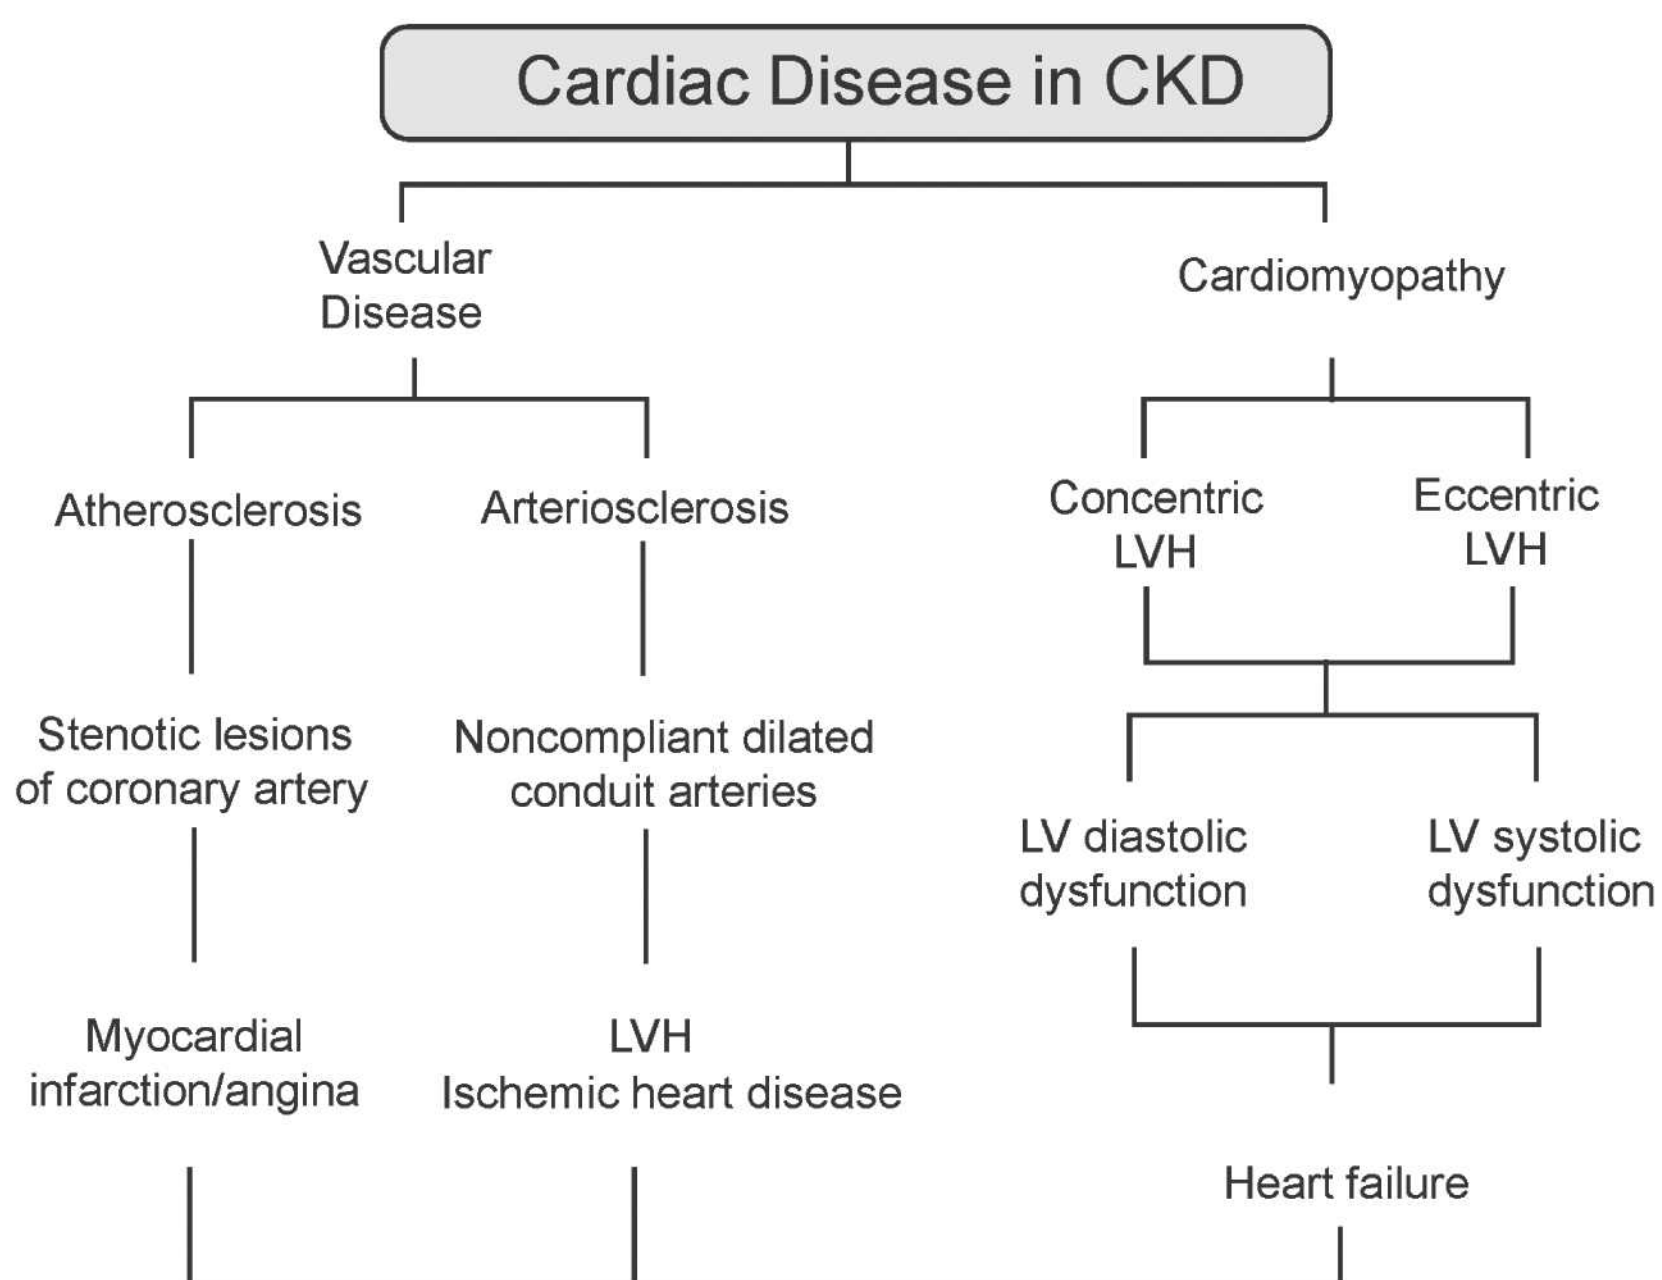 Cardiac Disease in CKD
Vascular
Disease
Cardiomyopathy
Atherosclerosis
Arteriosclerosis
Concentric
LVH
Eccentric
LVH
Stenotic lesions
of coronary artery
Noncompliant dilated
conduit arteries
LV diastolic
dysfunction
LV systolic
dysfunction
Myocardial
infarction/angina
LVH
Ischemic heart disease
Heart failure